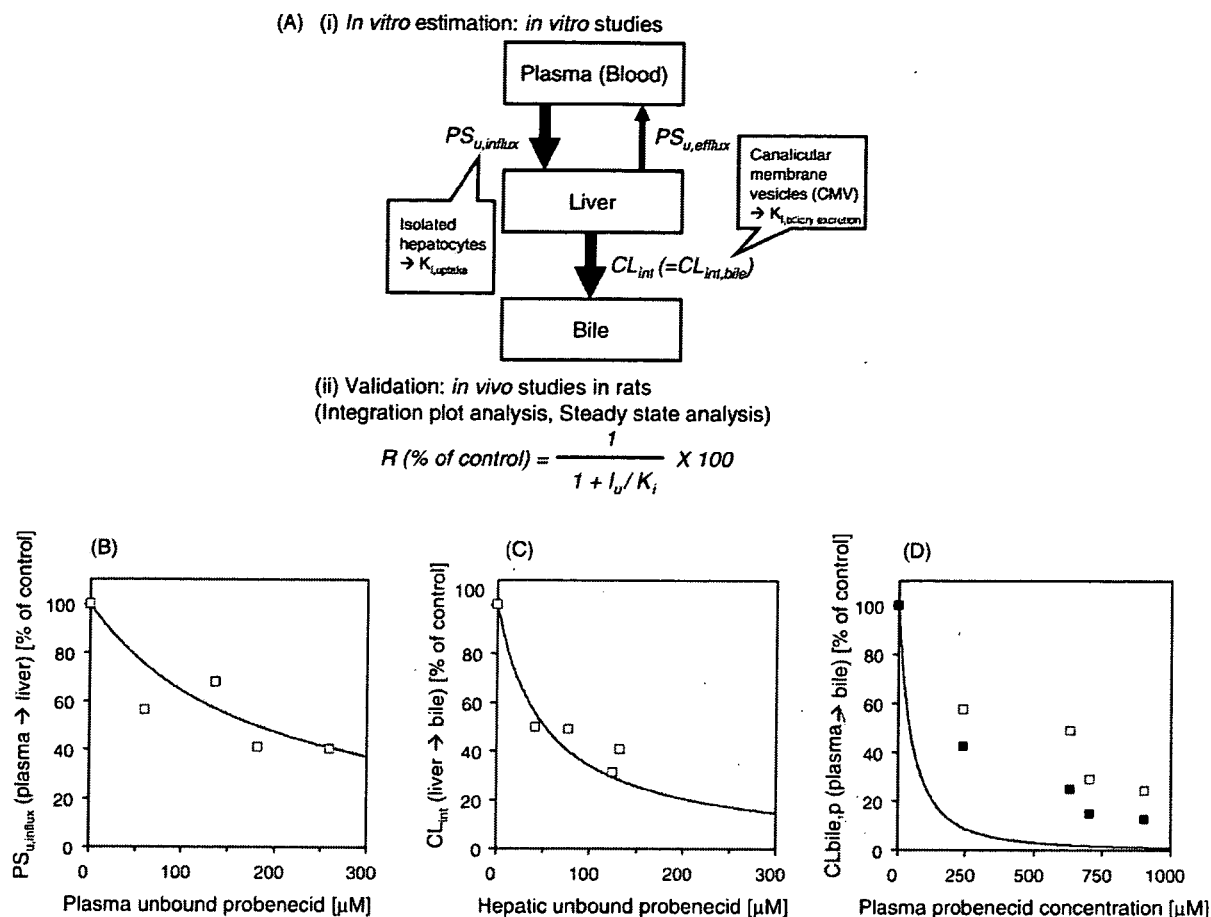 (A) (i) In vitro estimation: in vitro studies
Plasma (Blood)
PSu,influx
PSu,efflux
Canalicular
membrane
vesicles (CMV)
→ Ki,biliary excretion
Liver
Isolated
hepatocytes
→ Ki,uptake
CLint (=CLint,bile)
Bile
(ii) Validation: in vivo studies in rats
(Integration plot analysis, Steady state analysis)
R (% of control) = 1 / 1 + Iu / Ki X 100
(B)
PSu,influx (plasma → liver) [% of control]
100
80
60
40
20
0
0 100 200 300
Plasma unbound probenecid [µM]
(C)
CLint (liver → bile) [% of control]
100
80
60
40
20
0
0 100 200 300
Hepatic unbound probenecid [µM]
(D)
CLbile,p (plasma → bile) [% of control]
100
80
60
40
20
0
0 250 500 750 1000
Plasma probenecid concentration [µM]